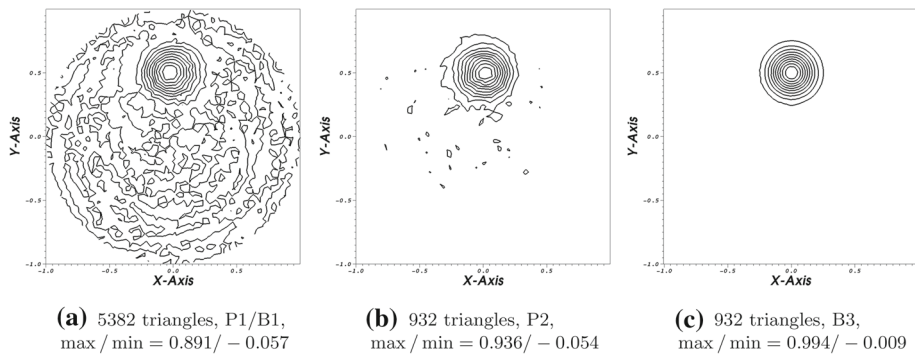 0.5
0.0
-0.5
-1.0
-1.0 -0.5 0.0 0.5
Y-Axis
X-Axis
0.5
0.0
-0.5
-1.0
-1.0 -0.5 0.0 0.5
Y-Axis
X-Axis
0.5
0.0
-0.5
-1.0
-1.0 -0.5 0.0 0.5
Y-Axis
X-Axis
(a) 5382 triangles, P1/B1,
max / min = 0.891/ − 0.057
(b) 932 triangles, P2,
max / min = 0.936/ − 0.054
(c) 932 triangles, B3,
max / min = 0.994/ − 0.009